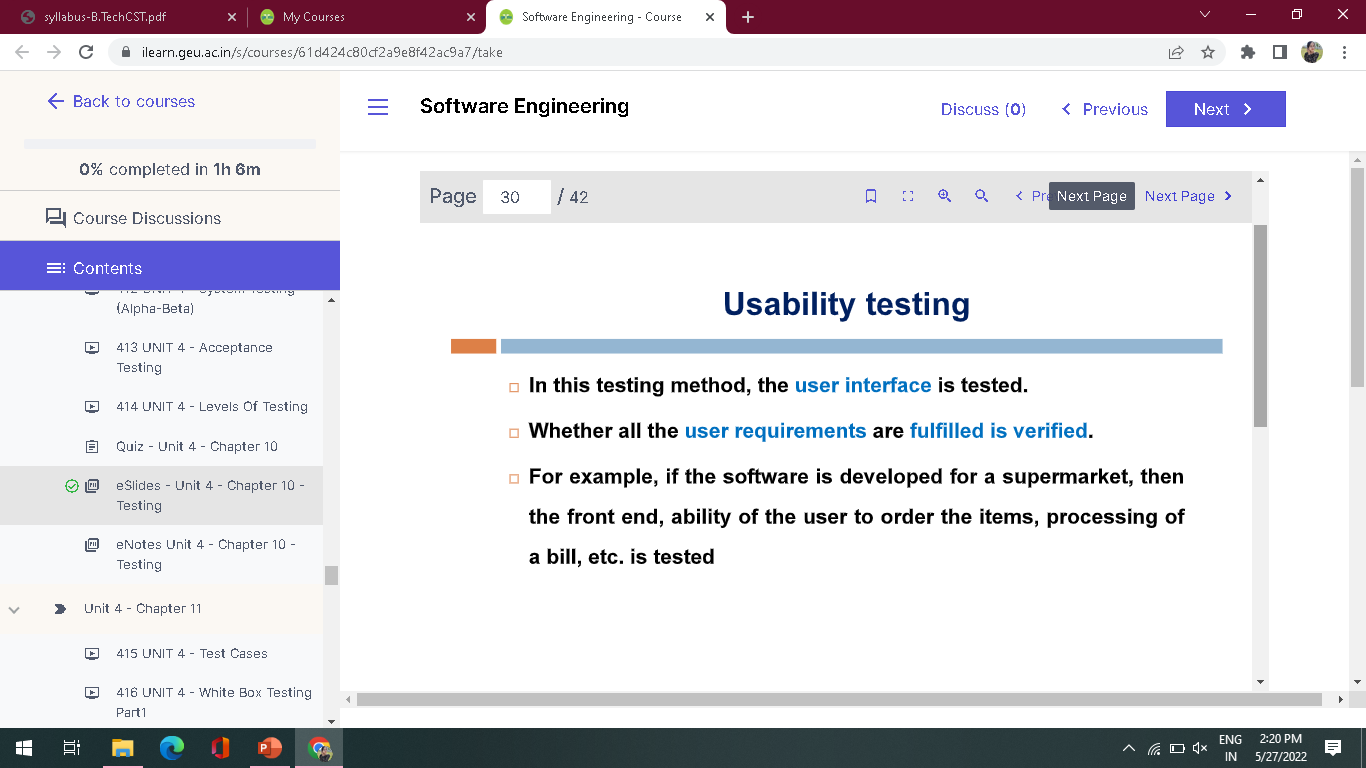 syllabus-B.TechCST.pdf
My Courses
Software Engineering - Course
ilearn.geu.ac.in/s/courses/61d424c80cf2a9e8f42ac9a7/take
Back to courses
0% completed in 1h 6m
Course Discussions
Contents
(Alpha-Beta)
413 UNIT 4 - Acceptance
Testing
414 UNIT 4 - Levels Of Testing
Quiz - Unit 4 - Chapter 10
eSlides - Unit 4 - Chapter 10 -
Testing
eNotes Unit 4 - Chapter 10 -
Testing
Unit 4 - Chapter 11
415 UNIT 4 - Test Cases
416 UNIT 4 - White Box Testing
Part1
Software Engineering
Discuss (0)
Previous
Next
Page 30 / 42
Next Page
Next Page
Usability testing
In this testing method, the user interface is tested.
Whether all the user requirements are fulfilled is verified.
For example, if the software is developed for a supermarket, then
the front end, ability of the user to order the items, processing of
a bill, etc. is tested
ENG
IN
2:20 PM
5/27/2022